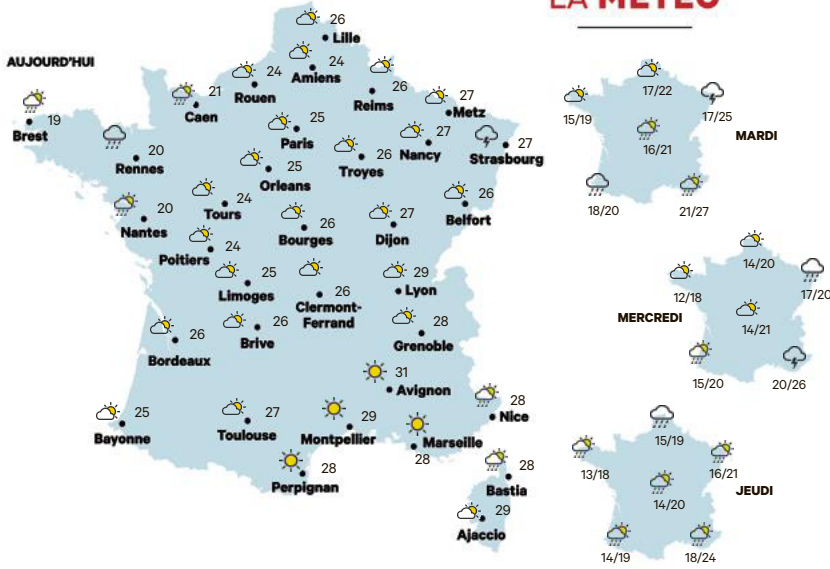 LA MÉTÉO
AUJOURD'HUI
26
Lille
24
Amiens
24
Rouen
26
Reims
21
Caen
27
Metz
19
Brest
25
Paris
27
Nancy
27
Strasbourg
20
Rennes
26
Troyes
25
Orleans
24
Tours
26
Belfort
20
Nantes
26
Bourges
27
Dijon
24
Poitiers
25
Limoges
26
Clermont-
Ferrand
29
Lyon
26
Bordeaux
26
Brive
28
Grenoble
31
Avignon
28
Nice
25
Bayonne
27
Toulouse
29
Montpellier
Marseille
28
28
Perpignan
28
Bastia
29
Ajaccio
17/22
15/19
17/25
16/21
MARDI
18/20
21/27
14/20
12/18
17/20
MERCREDI
14/21
15/20
20/26
15/19
13/18
16/21
JEUDI
14/20
14/19
18/24